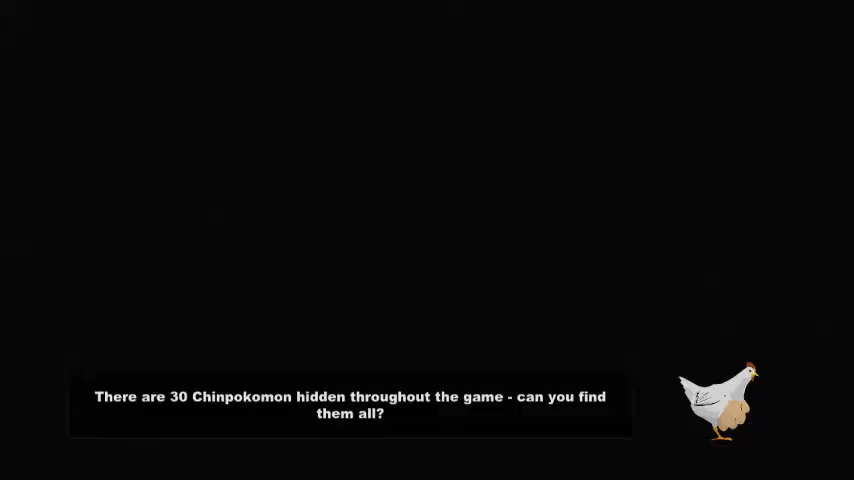 There are 30 Chinpokomon hidden throughout the game - can you find
them all?